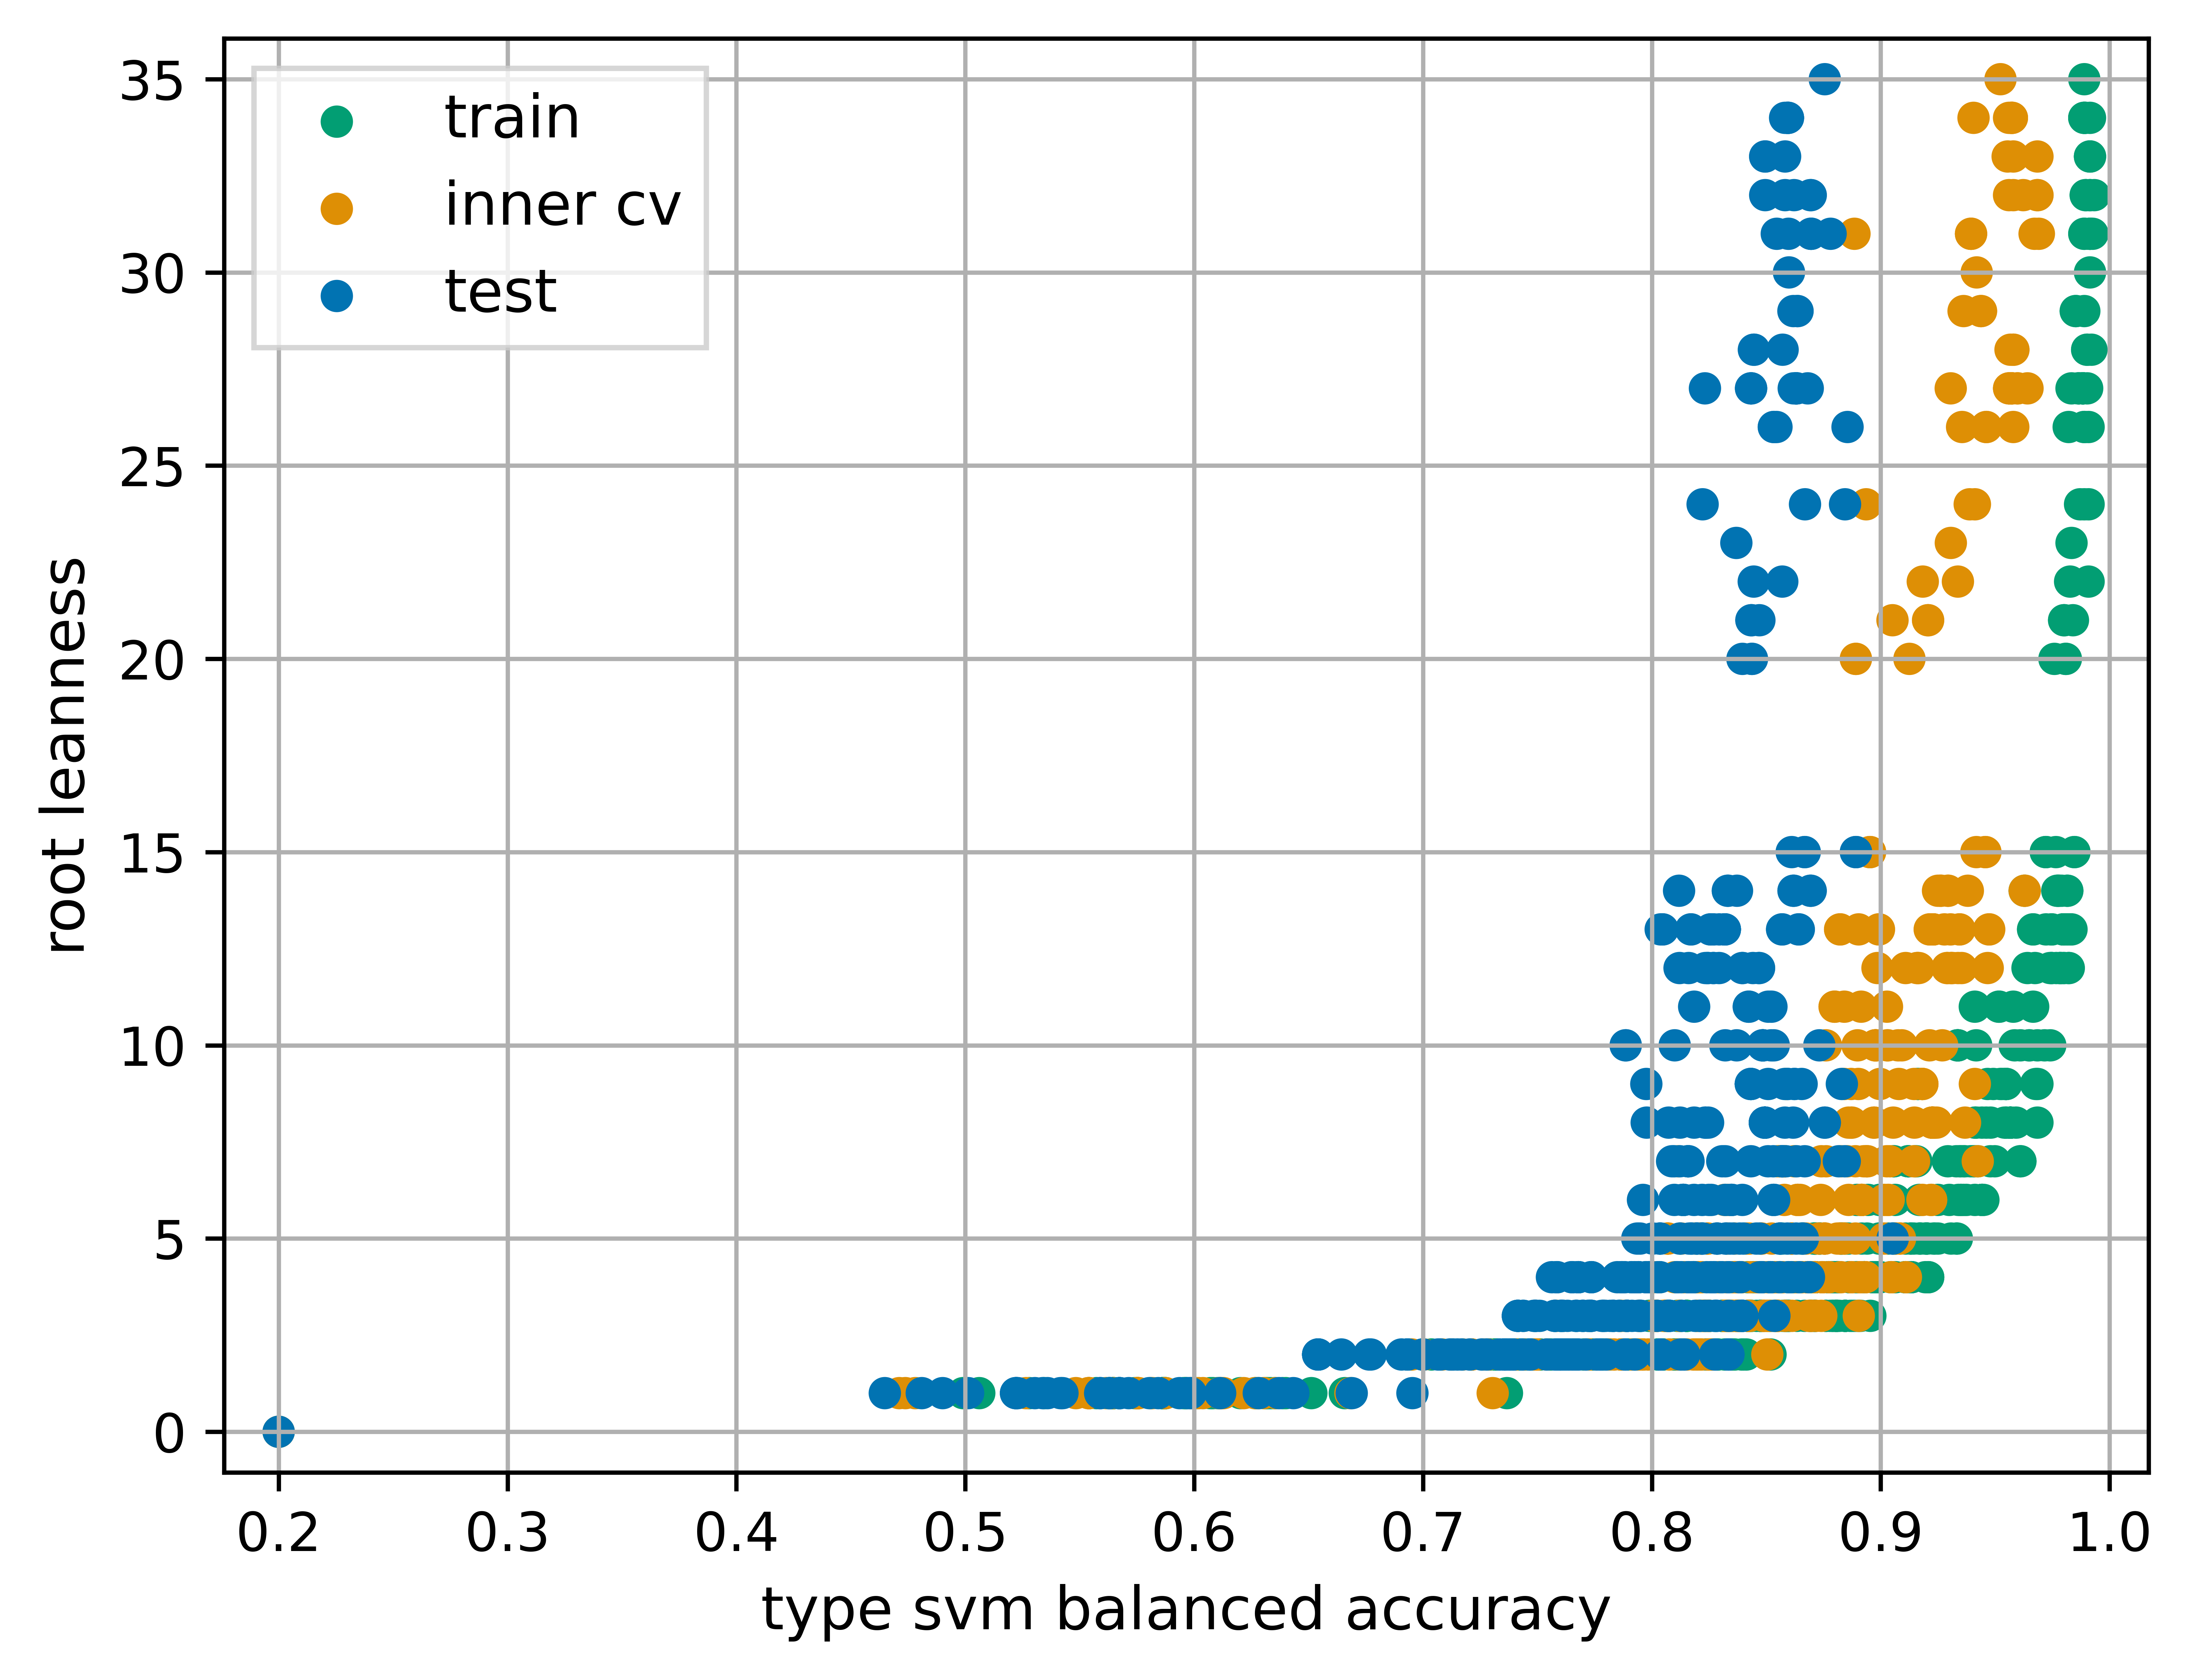 train
inner cv
test
35
30
25
20
15
10
5
0
root leanness
0.2 0.3 0.4 0.5 0.6 0.7 0.8 0.9 1.0
type svm balanced accuracy